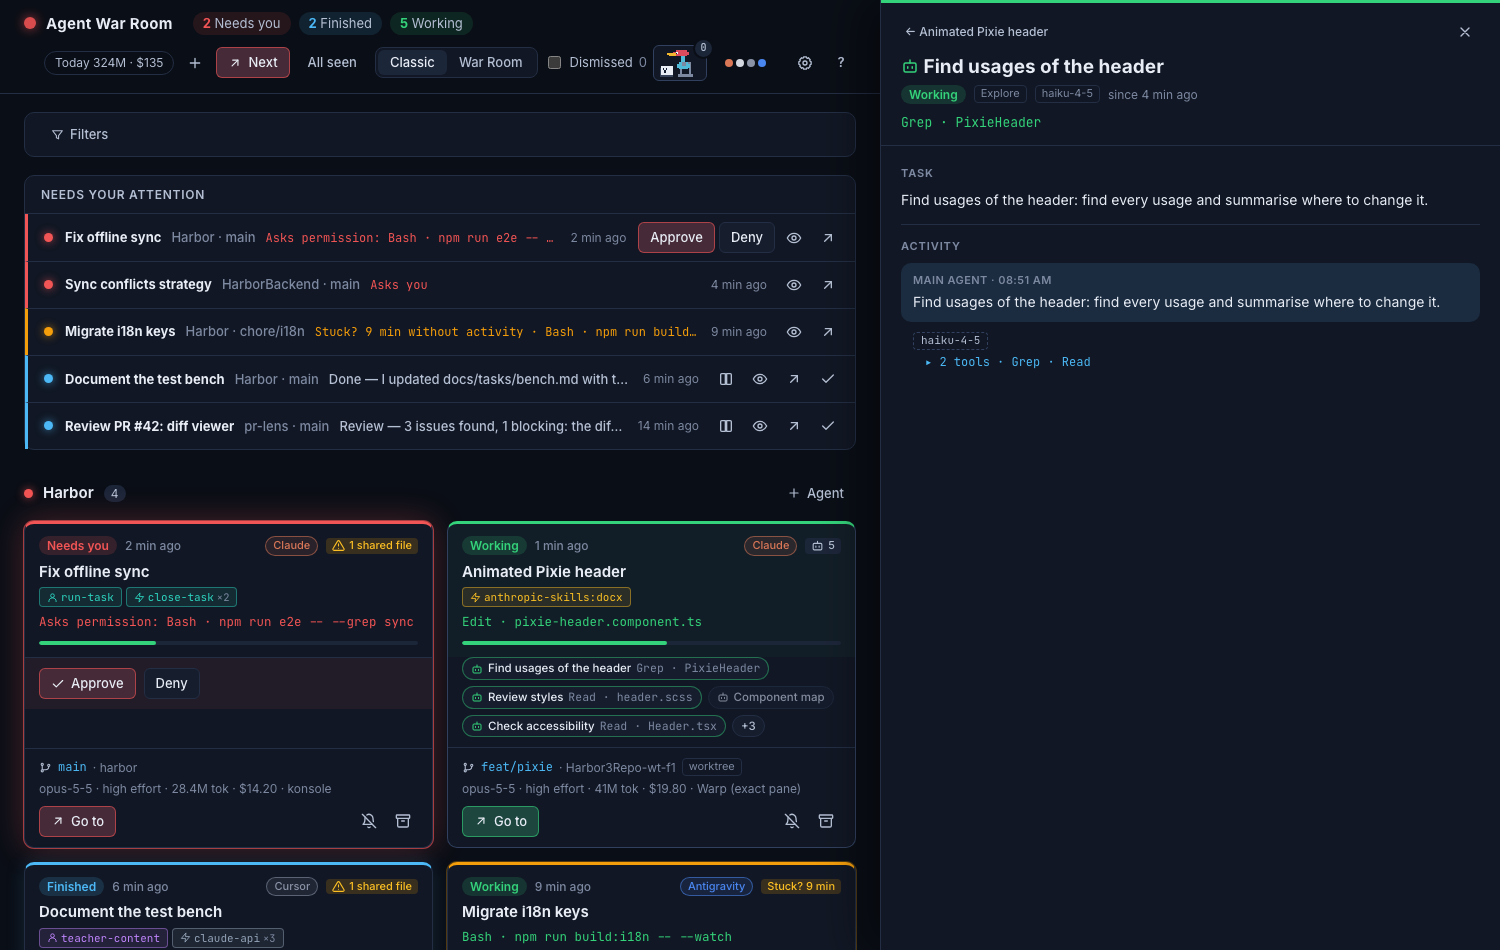 Agent War Room
2 Needs you
2 Finished
5 Working
Today 324M · $135
Next
All seen
Classic
War Room
Dismissed 0
0
?
Filters
NEEDS YOUR ATTENTION
Fix offline sync Harbor · main Asks permission: Bash · npm run e2e -- … 2 min ago Approve Deny
Sync conflicts strategy HarborBackend · main Asks you 4 min ago
Migrate i18n keys Harbor · chore/i18n Stuck? 9 min without activity · Bash · npm run build… 9 min ago
Document the test bench Harbor · main Done — I updated docs/tasks/bench.md with t... 6 min ago
Review PR #42: diff viewer pr-lens · main Review — 3 issues found, 1 blocking: the dif... 14 min ago
Harbor 4
Agent
Needs you 2 min ago Claude 1 shared file
Fix offline sync
run-task close-task ×2
Asks permission: Bash · npm run e2e -- --grep sync
Approve Deny
main · harbor
opus-5-5 · high effort · 28.4M tok · $14.20 · konsole
Go to
Working 1 min ago Claude 5
Animated Pixie header
anthropic-skills:docx
Edit · pixie-header.component.ts
Find usages of the header Grep · PixieHeader
Review styles Read · header.scss Component map
Check accessibility Read · Header.tsx +3
feat/pixie · Harbor3Repo-wt-f1 worktree
opus-5-5 · high effort · 41M tok · $19.80 · Warp (exact pane)
Go to
Finished 6 min ago Cursor 1 shared file
Document the test bench
teacher-content claude-api ×3
Working 9 min ago Antigravity Stuck? 9 min
Migrate i18n keys
Bash · npm run build:i18n -- --watch
← Animated Pixie header
Find usages of the header
Working Explore haiku-4-5 since 4 min ago
Grep · PixieHeader
TASK
Find usages of the header: find every usage and summarise where to change it.
ACTIVITY
MAIN AGENT · 08:51 AM
Find usages of the header: find every usage and summarise where to change it.
haiku-4-5
▸ 2 tools · Grep · Read